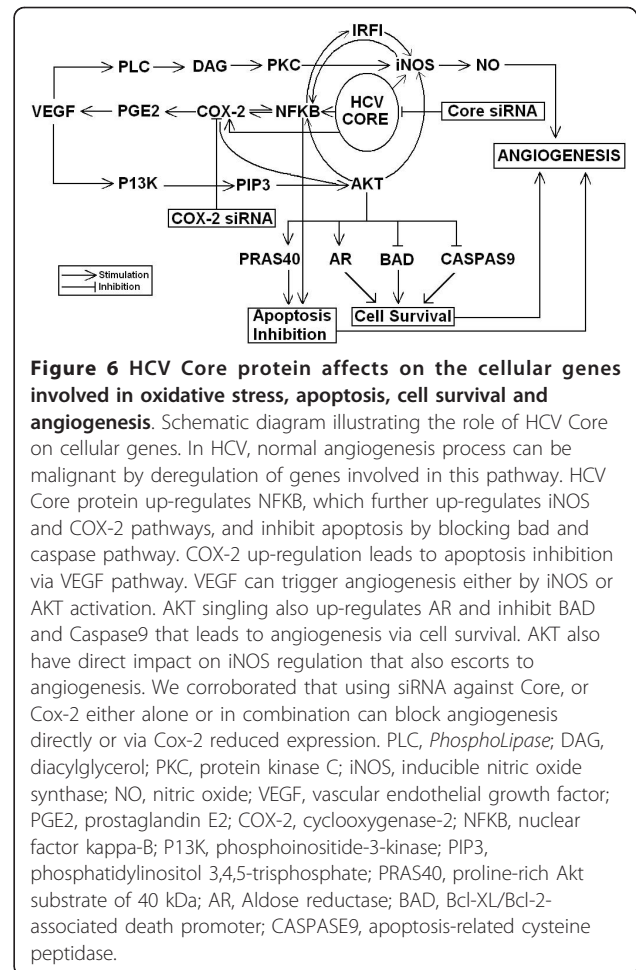 IRFI
PLC DAG PKC iNOS NO
VEGF PGE2 COX-2 NFKB HCV CORE Core siRNA
ANGIOGENESIS
P13K PIP3 AKT
COX-2 siRNA
PRAS40 AR BAD CASPAS9
Stimulation
Inhibition
Apoptosis Inhibition Cell Survival
Figure 6 HCV Core protein affects on the cellular genes
involved in oxidative stress, apoptosis, cell survival and
angiogenesis. Schematic diagram illustrating the role of HCV Core
on cellular genes. In HCV, normal angiogenesis process can be
malignant by deregulation of genes involved in this pathway. HCV
Core protein up-regulates NFKB, which further up-regulates iNOS
and COX-2 pathways, and inhibit apoptosis by blocking bad and
caspase pathway. COX-2 up-regulation leads to apoptosis inhibition
via VEGF pathway. VEGF can trigger angiogenesis either by iNOS or
AKT activation. AKT singling also up-regulates AR and inhibit BAD
and Caspase9 that leads to angiogenesis via cell survival. AKT also
have direct impact on iNOS regulation that also escorts to
angiogenesis. We corroborated that using siRNA against Core, or
Cox-2 either alone or in combination can block angiogenesis
directly or via Cox-2 reduced expression. PLC, PhosphoLipase; DAG,
diacylglycerol; PKC, protein kinase C; iNOS, inducible nitric oxide
synthase; NO, nitric oxide; VEGF, vascular endothelial growth factor;
PGE2, prostaglandin E2; COX-2, cyclooxygenase-2; NFKB, nuclear
factor kappa-B; P13K, phosphoinositide-3-kinase; PIP3,
phosphatidylinositol 3,4,5-trisphosphate; PRAS40, proline-rich Akt
substrate of 40 kDa; AR, Aldose reductase; BAD, Bcl-XL/Bcl-2-
associated death promoter; CASPASE9, apoptosis-related cysteine
peptidase.